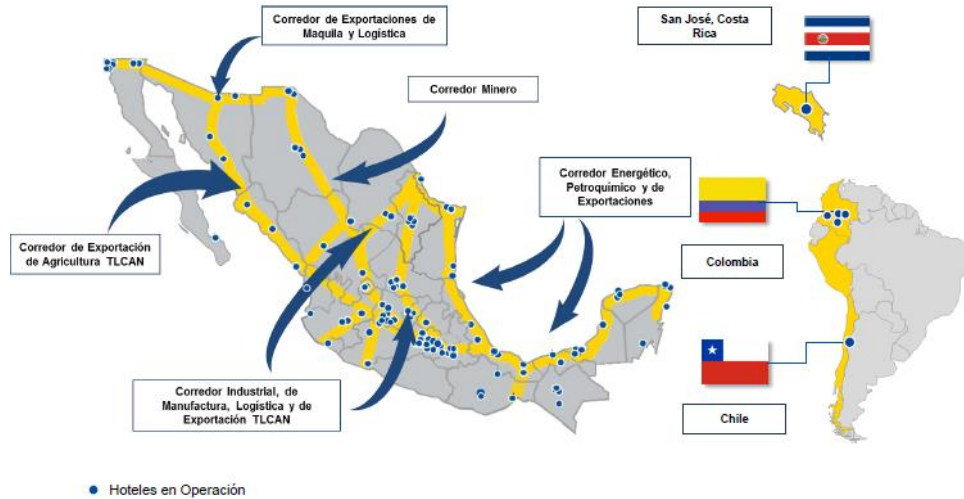 Corredor de Exportaciones de
Maquila y Logística
San José, Costa
Rica
Corredor Minero
Corredor Energético,
Petroquímico y de
Exportaciones
Corredor de Exportación
de Agricultura TLCAN
Colombia
Corredor Industrial, de
Manufactura, Logística y de
Exportación TLCAN
Chile
Hoteles en Operación